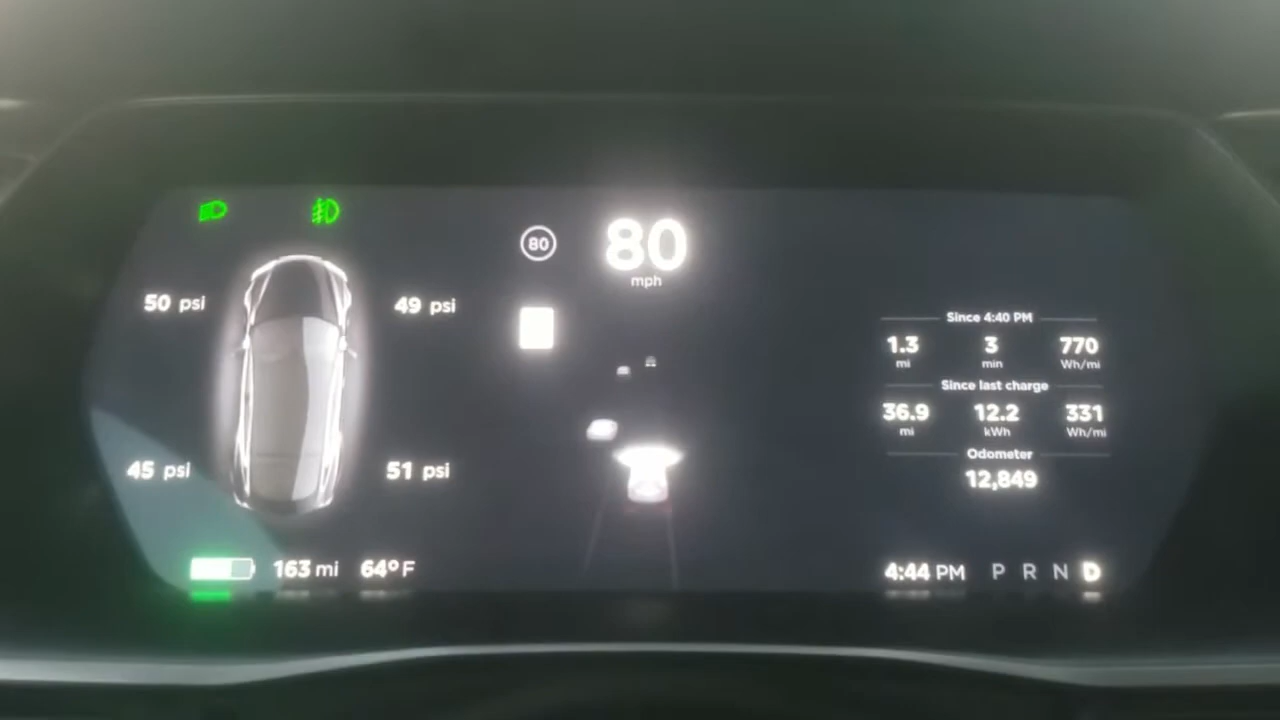 80
80
mph
50 psi
49 psi
45 psi
51 psi
Since 4:40 PM
1.3 3 770
mi min Wh/mi
Since last charge
36.9 12.2 331
mi kWh Wh/mi
Odometer
12,849
163 mi 64°F
4:44 PM P R N D